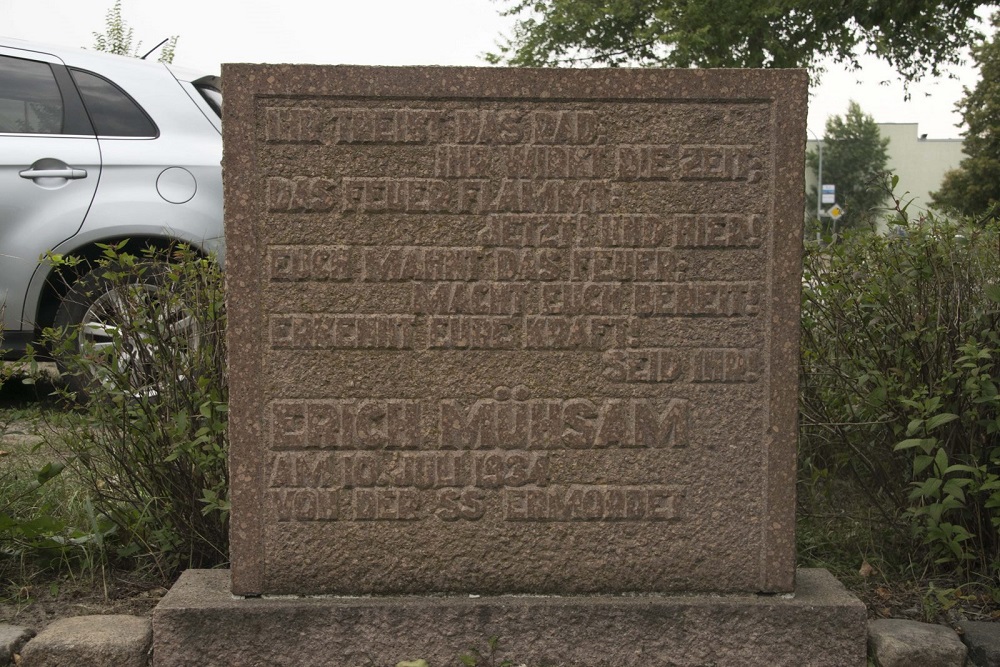 IHR TREIBT DAS RAD;
IHR WIRKT DIE ZEIT;
DAS FEUER FLAMMT:
JETZT UND HIER!
EUCH MAHNT DAS FEUER:
MACHT EUCH BEREIT!
ERKENNT EURE KRAFT:
SEID IHR.
ERICH MÜHSAM
AM 10. JULI 1934
VON DER SS ERMORDET